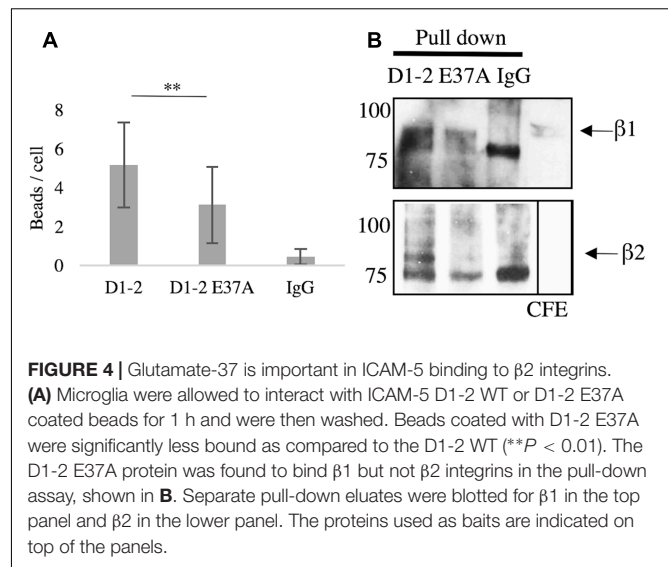 A
**
Beads / cell
8
6
4
2
0
D1-2
D1-2 E37A
IgG
B
Pull down
D1-2 E37A IgG
100
75
β1
100
75
β2
CFE
FIGURE 4 | Glutamate-37 is important in ICAM-5 binding to β2 integrins.
(A) Microglia were allowed to interact with ICAM-5 D1-2 WT or D1-2 E37A
coated beads for 1 h and were then washed. Beads coated with D1-2 E37A
were significantly less bound as compared to the D1-2 WT (**P < 0.01). The
D1-2 E37A protein was found to bind β1 but not β2 integrins in the pull-down
assay, shown in B. Separate pull-down eluates were blotted for β1 in the top
panel and β2 in the lower panel. The proteins used as baits are indicated on
top of the panels.